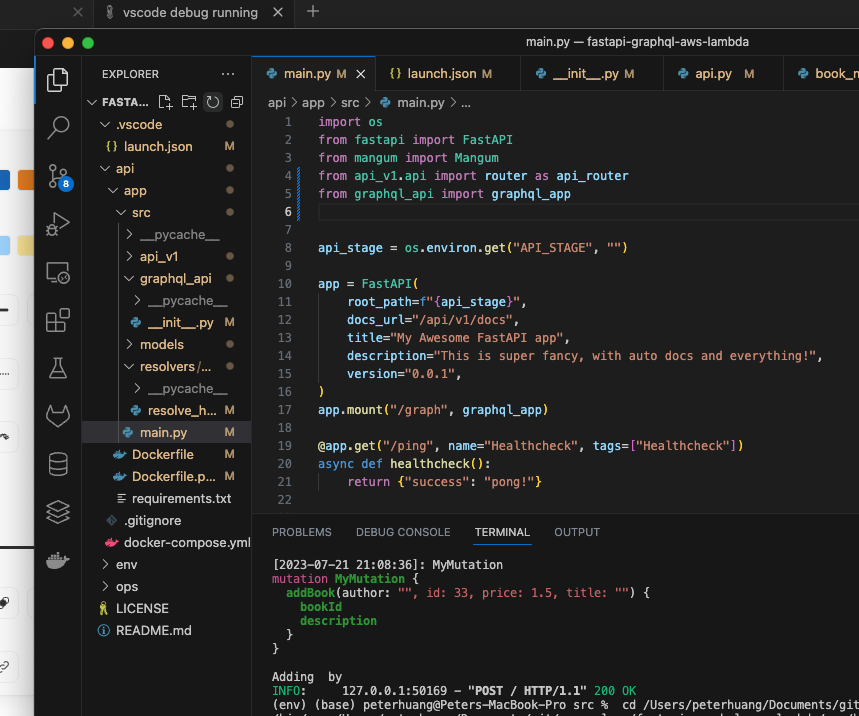 vscode debug running
main.py — fastapi-graphql-aws-lambda
EXPLORER
FASTA...
.vscode
launch.json M
api
app
src
__pycache__
api_v1
graphql_api
__pycache__
__init__.py M
models
resolvers/...
__pycache__
resolve_h... M
main.py M
Dockerfile M
Dockerfile.p... M
requirements.txt
.gitignore
docker-compose.yml
env
ops
LICENSE
README.md
8
main.py M
launch.json M
__init__.py M
api.py M
book_m
api > app > src > main.py > ...
1 import os
2 from fastapi import FastAPI
3 from mangum import Mangum
4 from api_v1.api import router as api_router
5 from graphql_api import graphql_app
6
7
8 api_stage = os.environ.get("API_STAGE", "")
9
10 app = FastAPI(
11 root_path=f"{api_stage}",
12 docs_url="/api/v1/docs",
13 title="My Awesome FastAPI app",
14 description="This is super fancy, with auto docs and everything!",
15 version="0.0.1",
16 )
17 app.mount("/graph", graphql_app)
18
19 @app.get("/ping", name="Healthcheck", tags=["Healthcheck"])
20 async def healthcheck():
21 return {"success": "pong!"}
22
PROBLEMS DEBUG CONSOLE TERMINAL OUTPUT
[2023-07-21 21:08:36]: MyMutation
mutation MyMutation {
addBook(author: "", id: 33, price: 1.5, title: "") {
bookId
description
}
}
Adding by
INFO: 127.0.0.1:50169 - "POST / HTTP/1.1" 200 OK
(env) (base) peterhuang@Peters-MacBook-Pro src % cd /Users/peterhuang/Documents/git